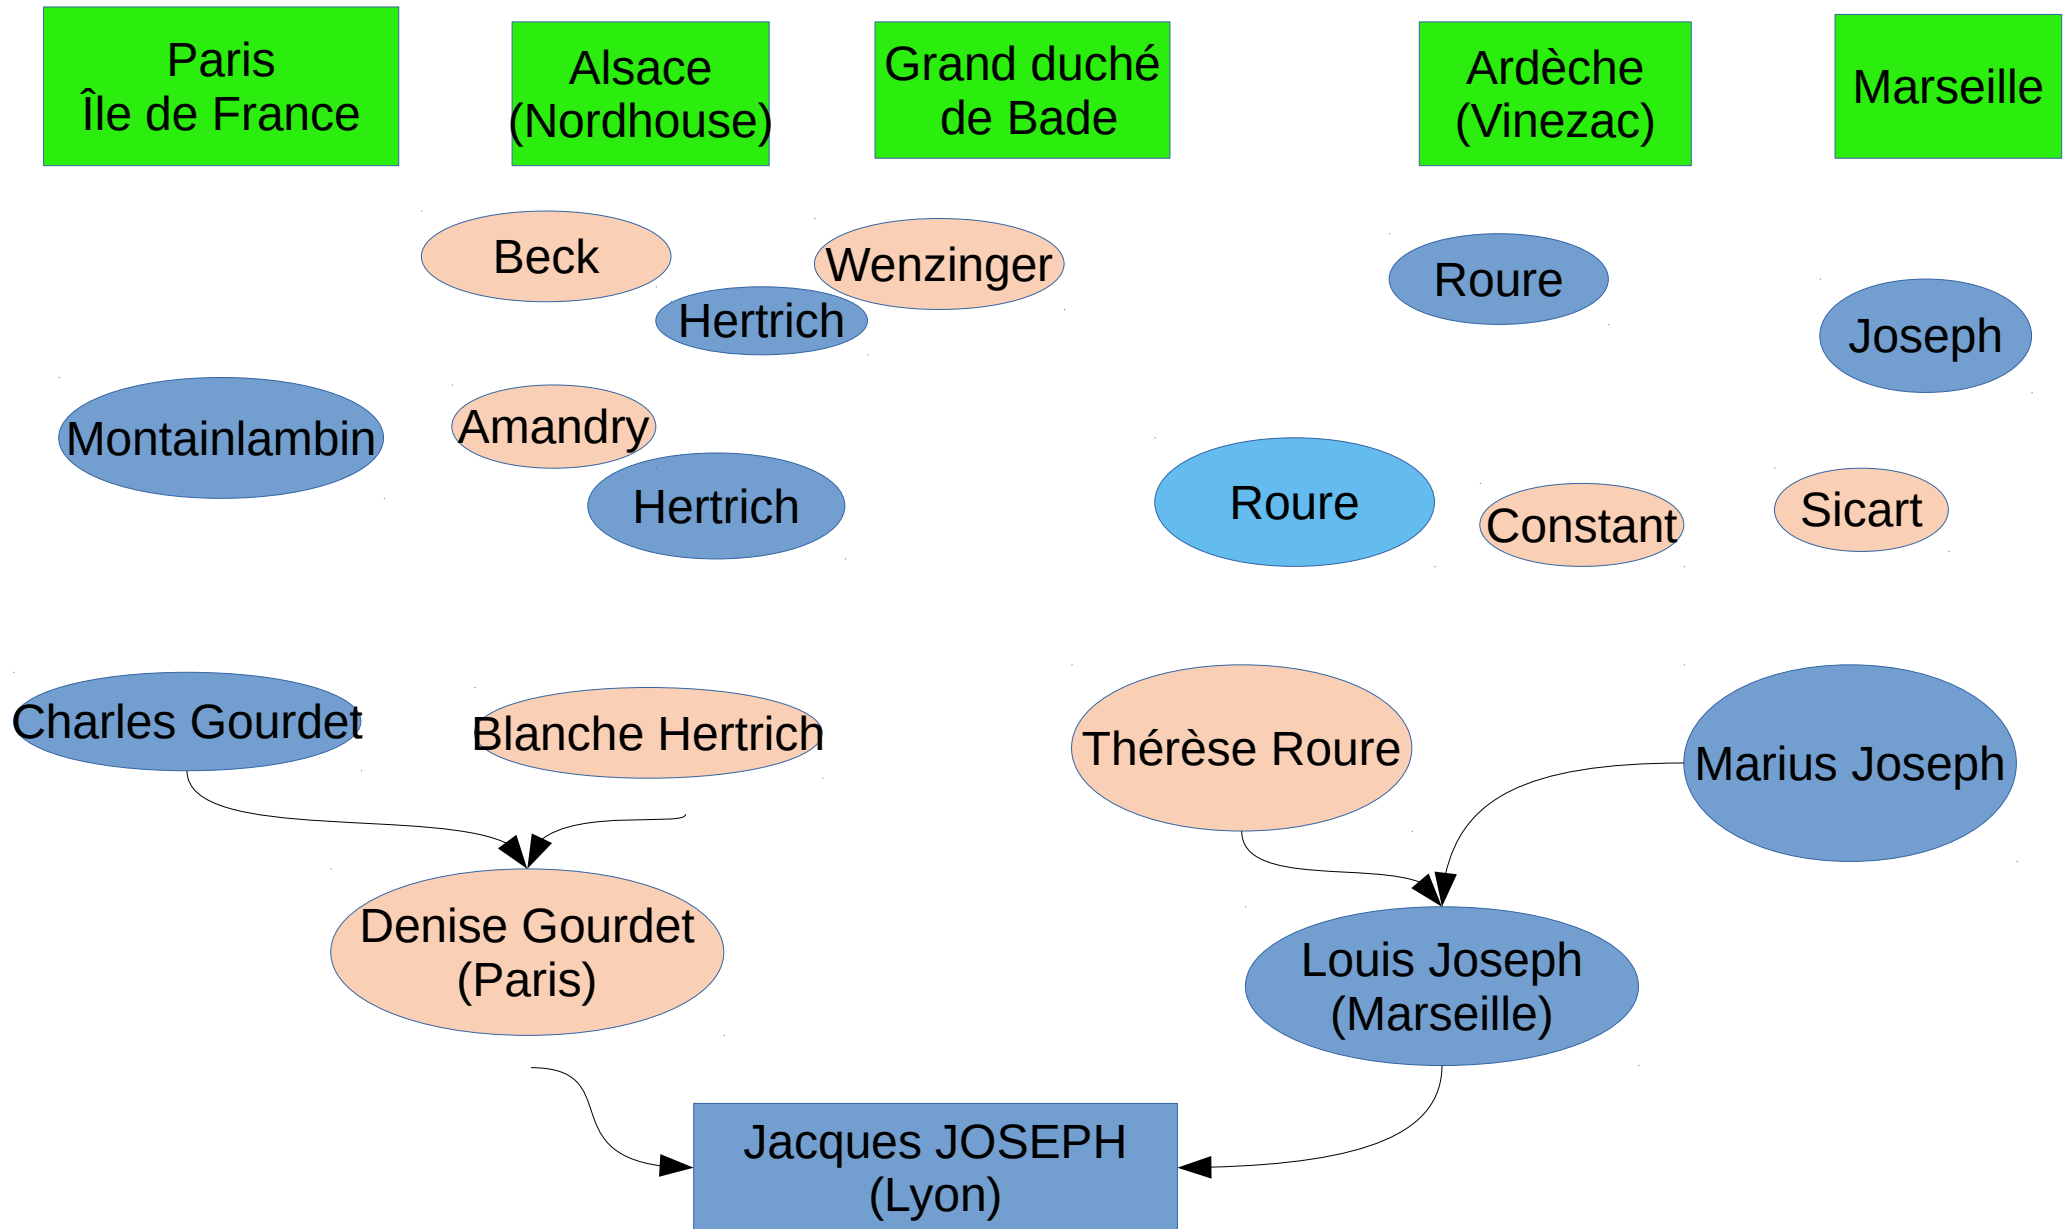 Paris
Île de France
Alsace
(Nordhouse)
Grand duché
de Bade
Ardèche
(Vinezac)
Marseille
Beck
Wenzinger
Hertrich
Roure
Joseph
Montainlambin
Amandry
Hertrich
Roure
Constant
Sicart
Charles Gourdet
Blanche Hertrich
Thérèse Roure
Marius Joseph
Denise Gourdet
(Paris)
Louis Joseph
(Marseille)
Jacques JOSEPH
(Lyon)